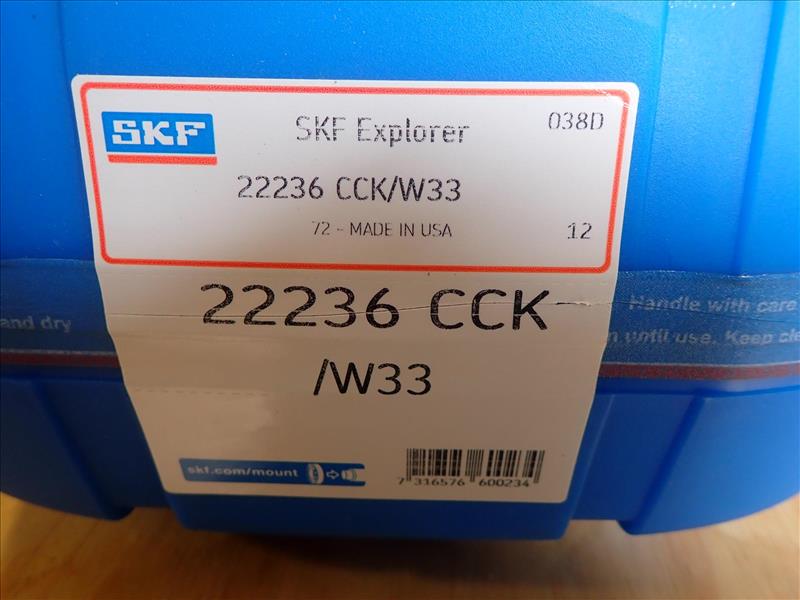 SKF
SKF Explorer
038D
22236 CCK/W33
72 - MADE IN USA
12
22236 CCK
/W33
and dry
Handle with care
until use. Keep cle
skf.com/mount
7 316576 600234